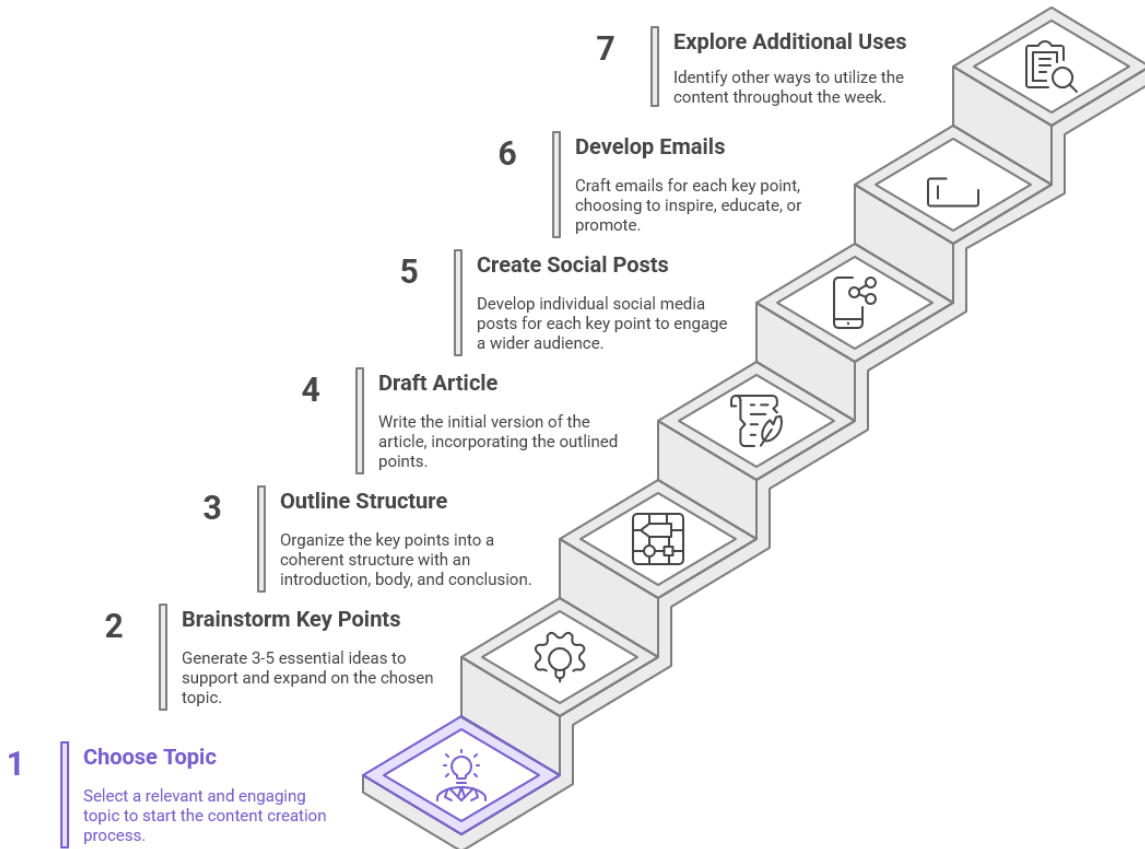 7
Explore Additional Uses
Identify other ways to utilize the
content throughout the week.
6
Develop Emails
Craft emails for each key point,
choosing to inspire, educate, or
promote.
5
Create Social Posts
Develop individual social media
posts for each key point to engage
a wider audience.
4
Draft Article
Write the initial version of the
article, incorporating the outlined
points.
3
Outline Structure
Organize the key points into a
coherent structure with an
introduction, body, and conclusion.
2
Brainstorm Key Points
Generate 3-5 essential ideas to
support and expand on the chosen
topic.
1
Choose Topic
Select a relevant and engaging
topic to start the content creation
process.